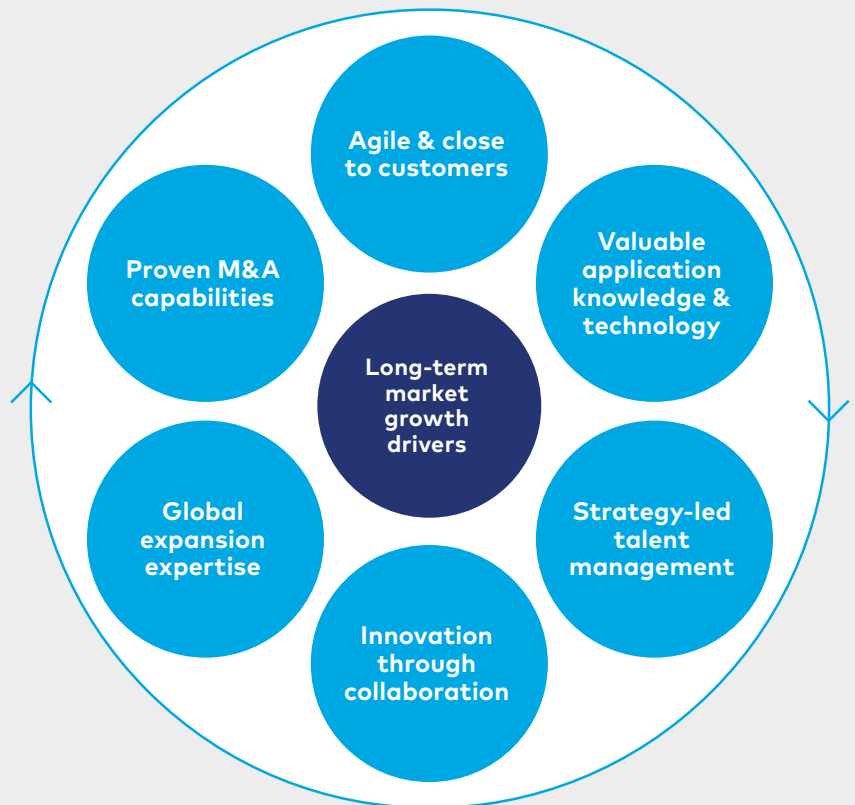 Agile & close
to customers
Valuable
application
knowledge &
technology
Strategy-led
talent
management
Innovation
through
collaboration
Global
expansion
expertise
Proven M&A
capabilities
Long-term
market
growth
drivers